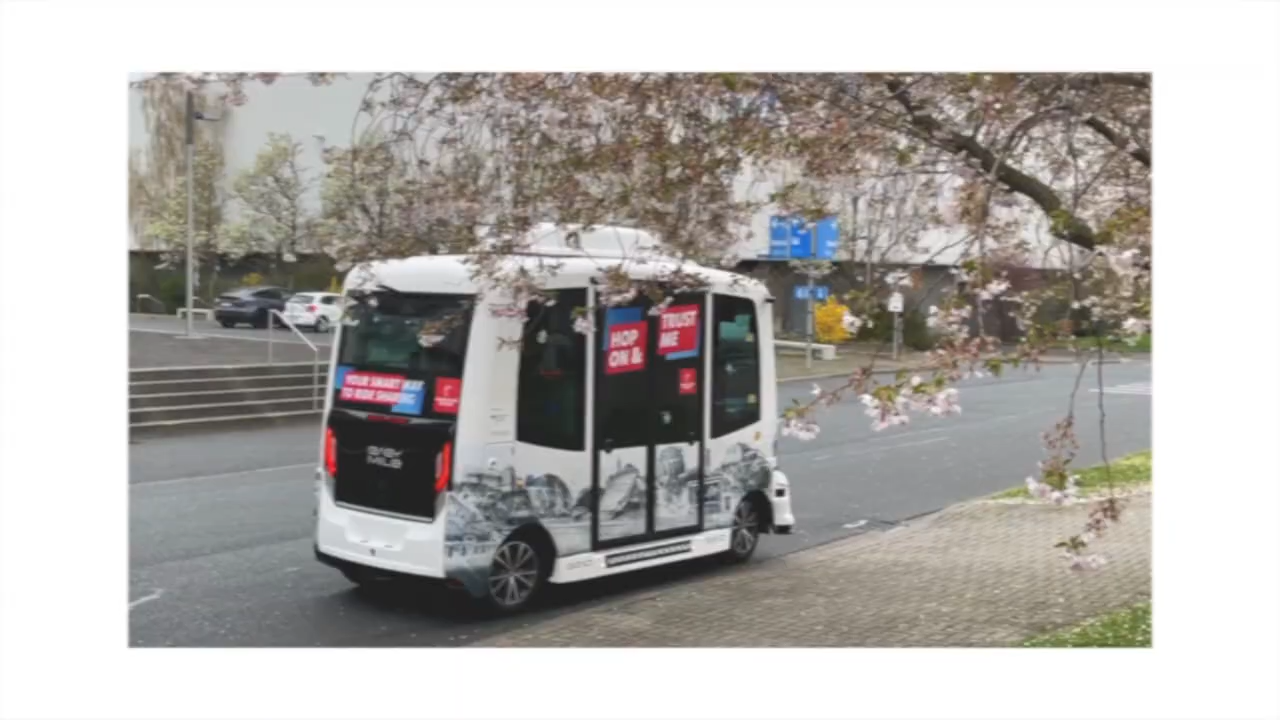 HOP
ON &
TRUST
ME
YOUR SMART WAY
TO RIDE SHARING
EASY
MILE